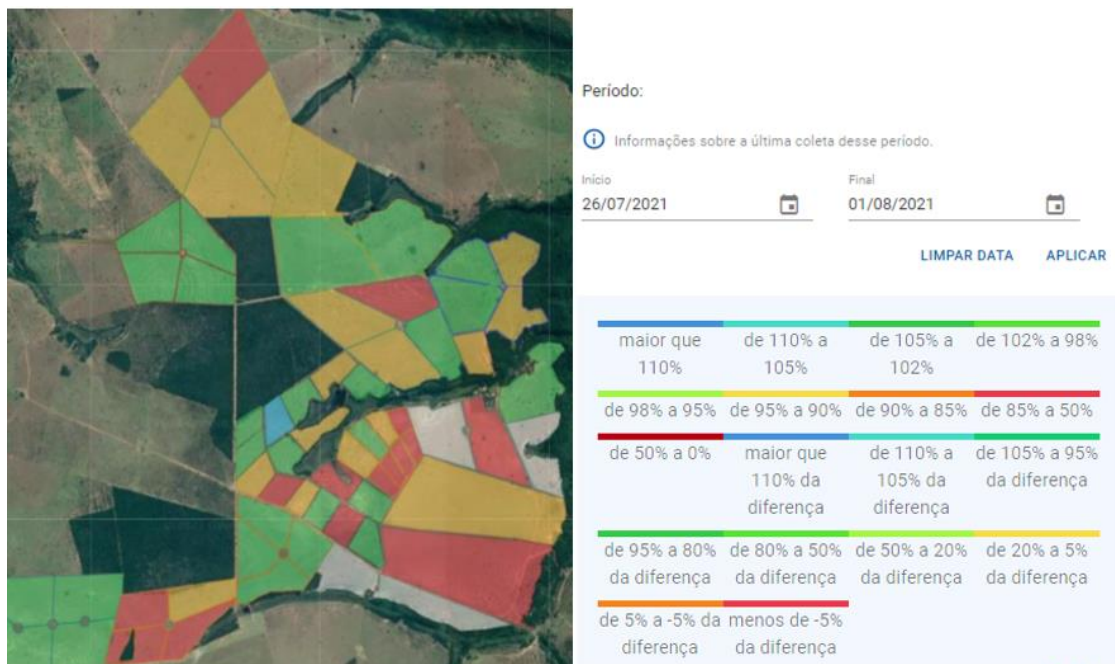 Período:
Informações sobre a última coleta desse período.
Início
Final
26/07/2021
01/08/2021
LIMPAR DATA
APLICAR
maior que
110%
de 110% a
105%
de 105% a
102%
de 102% a 98%
de 98% a 95%
de 95% a 90%
de 90% a 85%
de 85% a 50%
de 50% a 0%
maior que
110% da
diferença
de 110% a
105% da
diferença
de 105% a 95%
da diferença
de 95% a 80%
da diferença
de 80% a 50%
da diferença
de 50% a 20%
da diferença
de 20% a 5%
da diferença
de 5% a -5% da
diferença
menos de -5%
da diferença